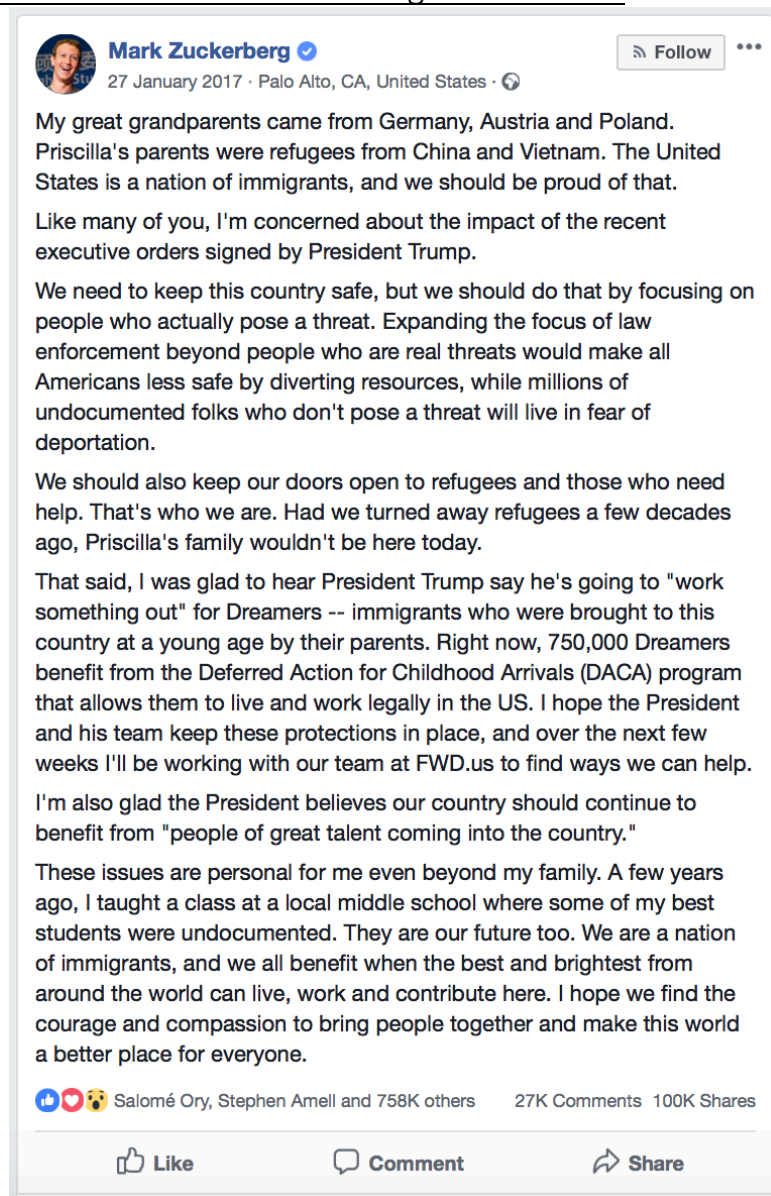 Mark Zuckerberg
Follow
27 January 2017 · Palo Alto, CA, United States ·
My great grandparents came from Germany, Austria and Poland.
Priscilla's parents were refugees from China and Vietnam. The United
States is a nation of immigrants, and we should be proud of that.
Like many of you, I'm concerned about the impact of the recent
executive orders signed by President Trump.
We need to keep this country safe, but we should do that by focusing on
people who actually pose a threat. Expanding the focus of law
enforcement beyond people who are real threats would make all
Americans less safe by diverting resources, while millions of
undocumented folks who don't pose a threat will live in fear of
deportation.
We should also keep our doors open to refugees and those who need
help. That's who we are. Had we turned away refugees a few decades
ago, Priscilla's family wouldn't be here today.
That said, I was glad to hear President Trump say he's going to "work
something out" for Dreamers -- immigrants who were brought to this
country at a young age by their parents. Right now, 750,000 Dreamers
benefit from the Deferred Action for Childhood Arrivals (DACA) program
that allows them to live and work legally in the US. I hope the President
and his team keep these protections in place, and over the next few
weeks I'll be working with our team at FWD.us to find ways we can help.
I'm also glad the President believes our country should continue to
benefit from "people of great talent coming into the country."
These issues are personal for me even beyond my family. A few years
ago, I taught a class at a local middle school where some of my best
students were undocumented. They are our future too. We are a nation
of immigrants, and we all benefit when the best and brightest from
around the world can live, work and contribute here. I hope we find the
courage and compassion to bring people together and make this world
a better place for everyone.
Salomé Ory, Stephen Amell and 758K others 27K Comments 100K Shares
Like Comment Share